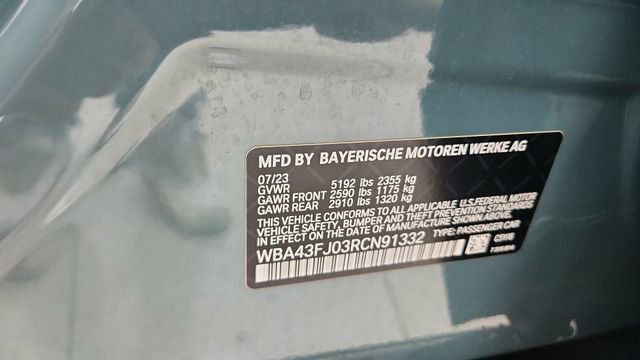 MFD BY BAYERISCHE MOTOREN WERKE AG
07/23
GVWR 5192 lbs 2355 kg
GAWR FRONT 2590 lbs 1175 kg
GAWR REAR 2910 lbs 1320 kg
THIS VEHICLE CONFORMS TO ALL APPLICABLE U.S. FEDERAL MOTOR
VEHICLE SAFETY, BUMPER AND THEFT PREVENTION STANDARDS
IN EFFECT ON THE DATE OF MANUFACTURE SHOWN ABOVE.
WBA43FJ03RCN91332 TYPE: PASSENGER CAR